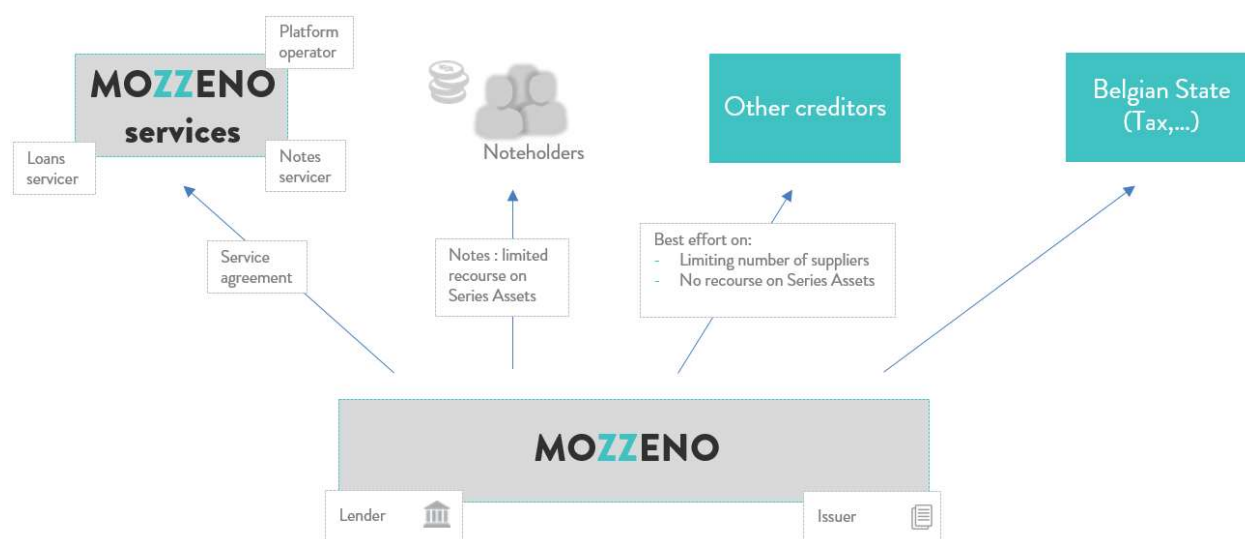 Platform
operator
MOZZENO
services
Loans
servicer
Notes
servicer
Noteholders
Other creditors
Belgian State
(Tax,...)
Service
agreement
Notes : limited
recourse on
Series Assets
Best effort on:
- Limiting number of suppliers
- No recourse on Series Assets
MOZZENO
Lender
Issuer